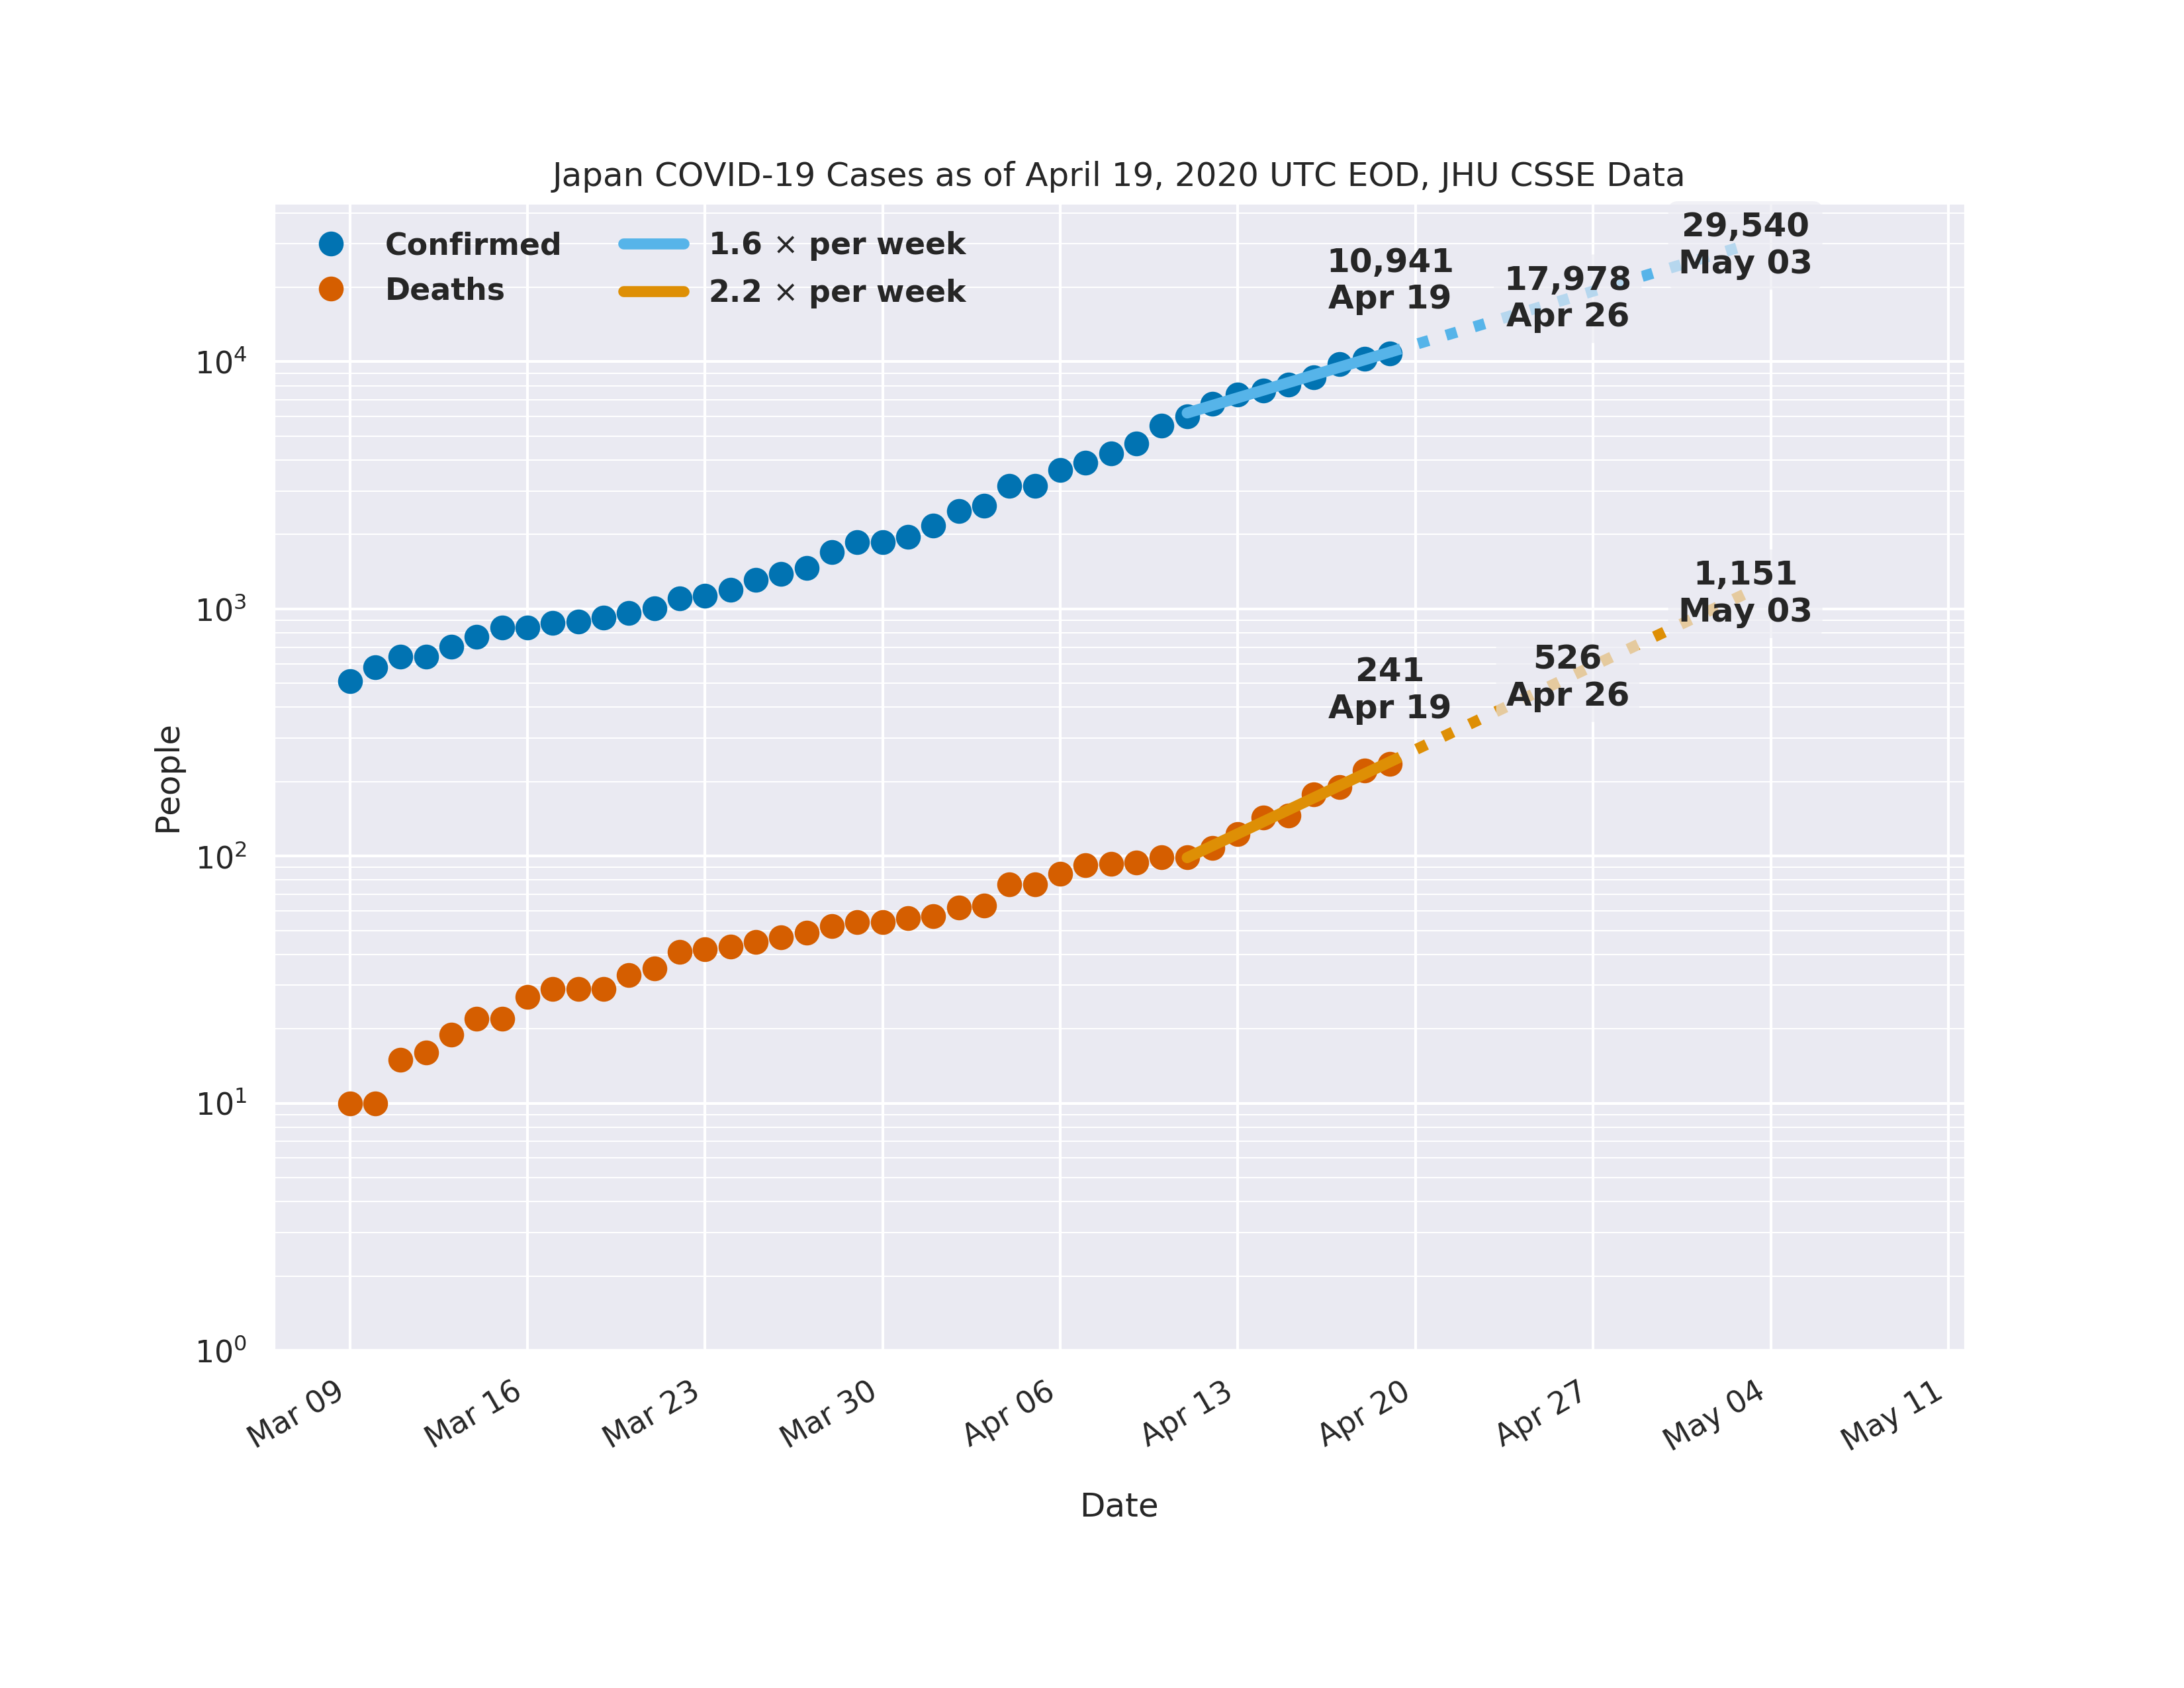 Japan COVID-19 Cases as of April 19, 2020 UTC EOD, JHU CSSE Data
Confirmed
Deaths
1.6 × per week
2.2 × per week
10,941
Apr 19
17,978
Apr 26
29,540
May 03
241
Apr 19
526
Apr 26
1,151
May 03
People
10⁴
10³
10²
10¹
10⁰
Mar 09
Mar 16
Mar 23
Mar 30
Apr 06
Apr 13
Apr 20
Apr 27
May 04
May 11
Date